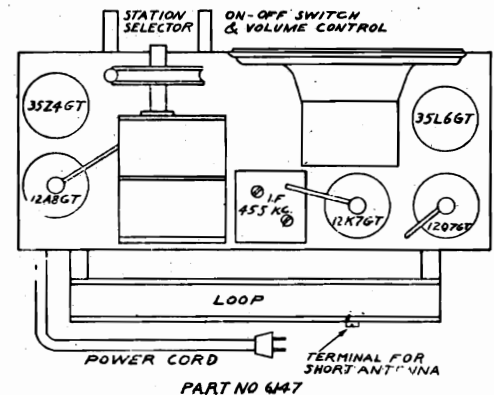 STATION
SELECTOR
ON-OFF SWITCH
& VOLUME CONTROL
35Z4GT
35L6GT
12A8GT
I.F
455 KC.
12K7GT
12Q7GT
LOOP
POWER CORD
TERMINAL FOR
SHORT
PART NO 6147